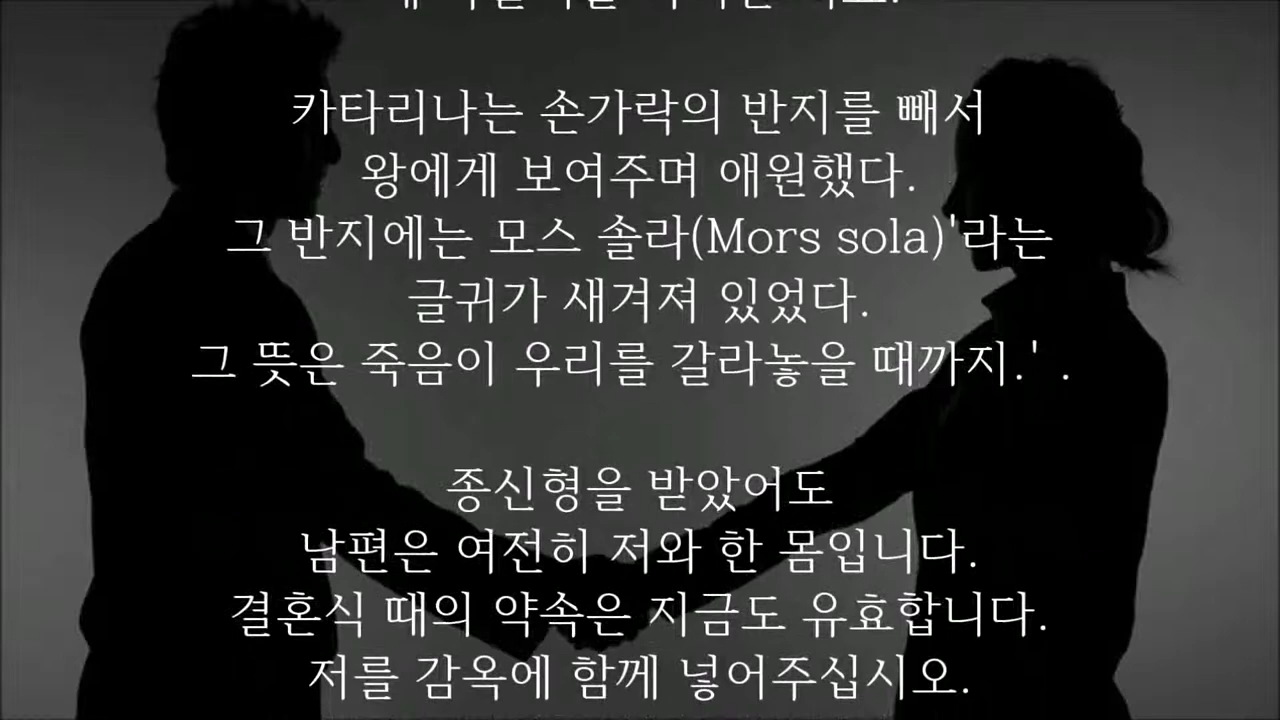 카타리나는 손가락의 반지를 빼서
왕에게 보여주며 애원했다.
그 반지에는 모스 솔라(Mors sola)'라는
글귀가 새겨져 있었다.
그 뜻은 죽음이 우리를 갈라놓을 때까지.' .
종신형을 받았어도
남편은 여전히 저와 한 몸입니다.
결혼식 때의 약속은 지금도 유효합니다.
저를 감옥에 함께 넣어주십시오.